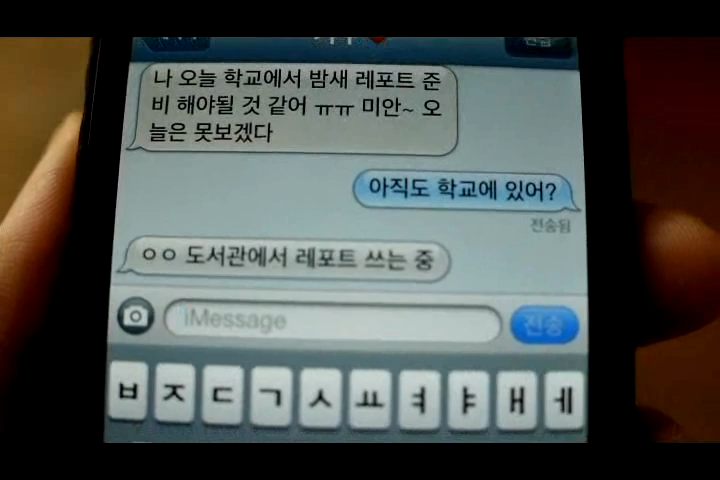 나 오늘 학교에서 밤새 레포트 준
비 해야될 것 같어 ㅠㅠ 미안~ 오
늘은 못보겠다
아직도 학교에 있어?
전송됨
ㅇㅇ 도서관에서 레포트 쓰는 중
iMessage
전송
ㅂ ㅈ ㄷ ㄱ ㅅ ㅛ ㅕ ㅑ ㅐ ㅔ